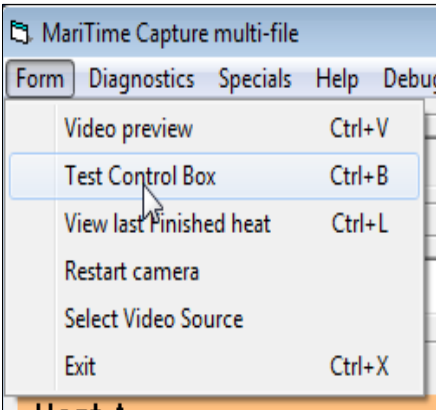 MariTime Capture multi-file
Form Diagnostics Specials Help
Video preview Ctrl+V
Test Control Box Ctrl+B
View last Finished heat Ctrl+L
Restart camera
Select Video Source
Exit Ctrl+X